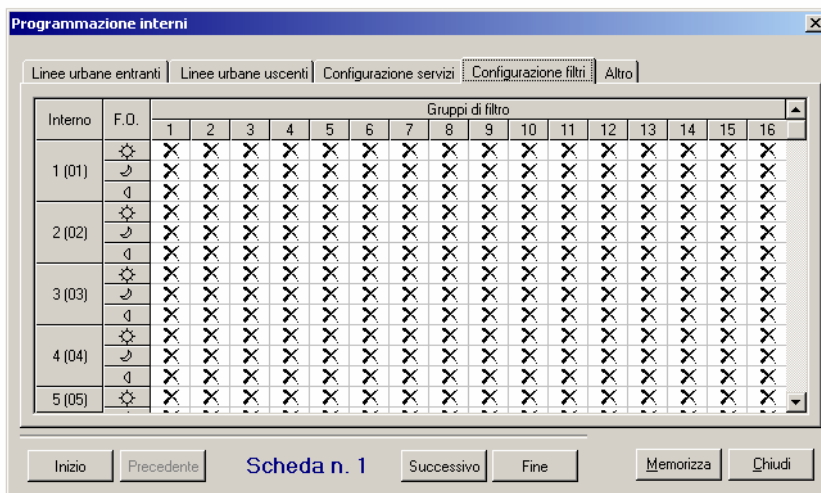 Programmazione interni
Linee urbane entranti Linee urbane uscenti Configurazione servizi Configurazione filtri Altro
Interno F.O. Gruppi di filtro
1 2 3 4 5 6 7 8 9 10 11 12 13 14 15 16
1 (01)
2 (02)
3 (03)
4 (04)
5 (05)
Inizio Precedente Scheda n. 1 Successivo Fine Memorizza Chiudi